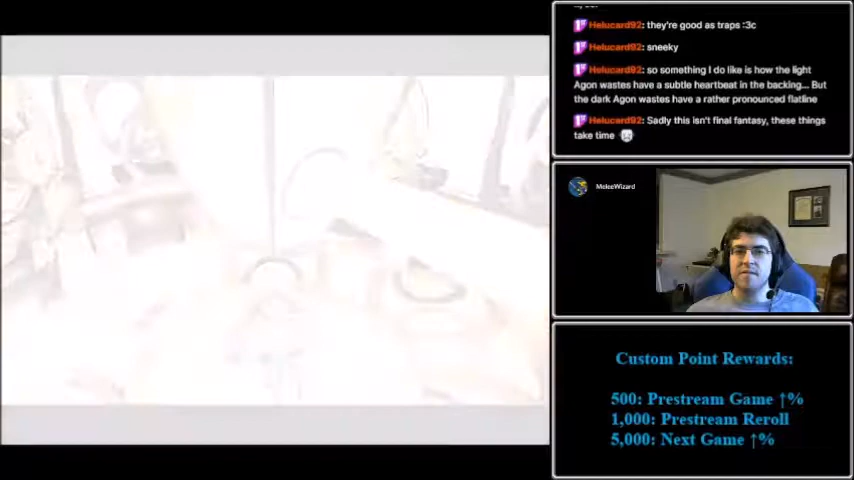 Helucard92: they're good as traps :3c
Helucard92: sneeky
Helucard92: so something I do like is how the light
Agon wastes have a subtle heartbeat in the backing... But
the dark Agon wastes have a rather pronounced flatline
Helucard92: Sadly this isn't final fantasy, these things
take time
MeleeWizard
Custom Point Rewards:
500: Prestream Game ↑%
1,000: Prestream Reroll
5,000: Next Game ↑%